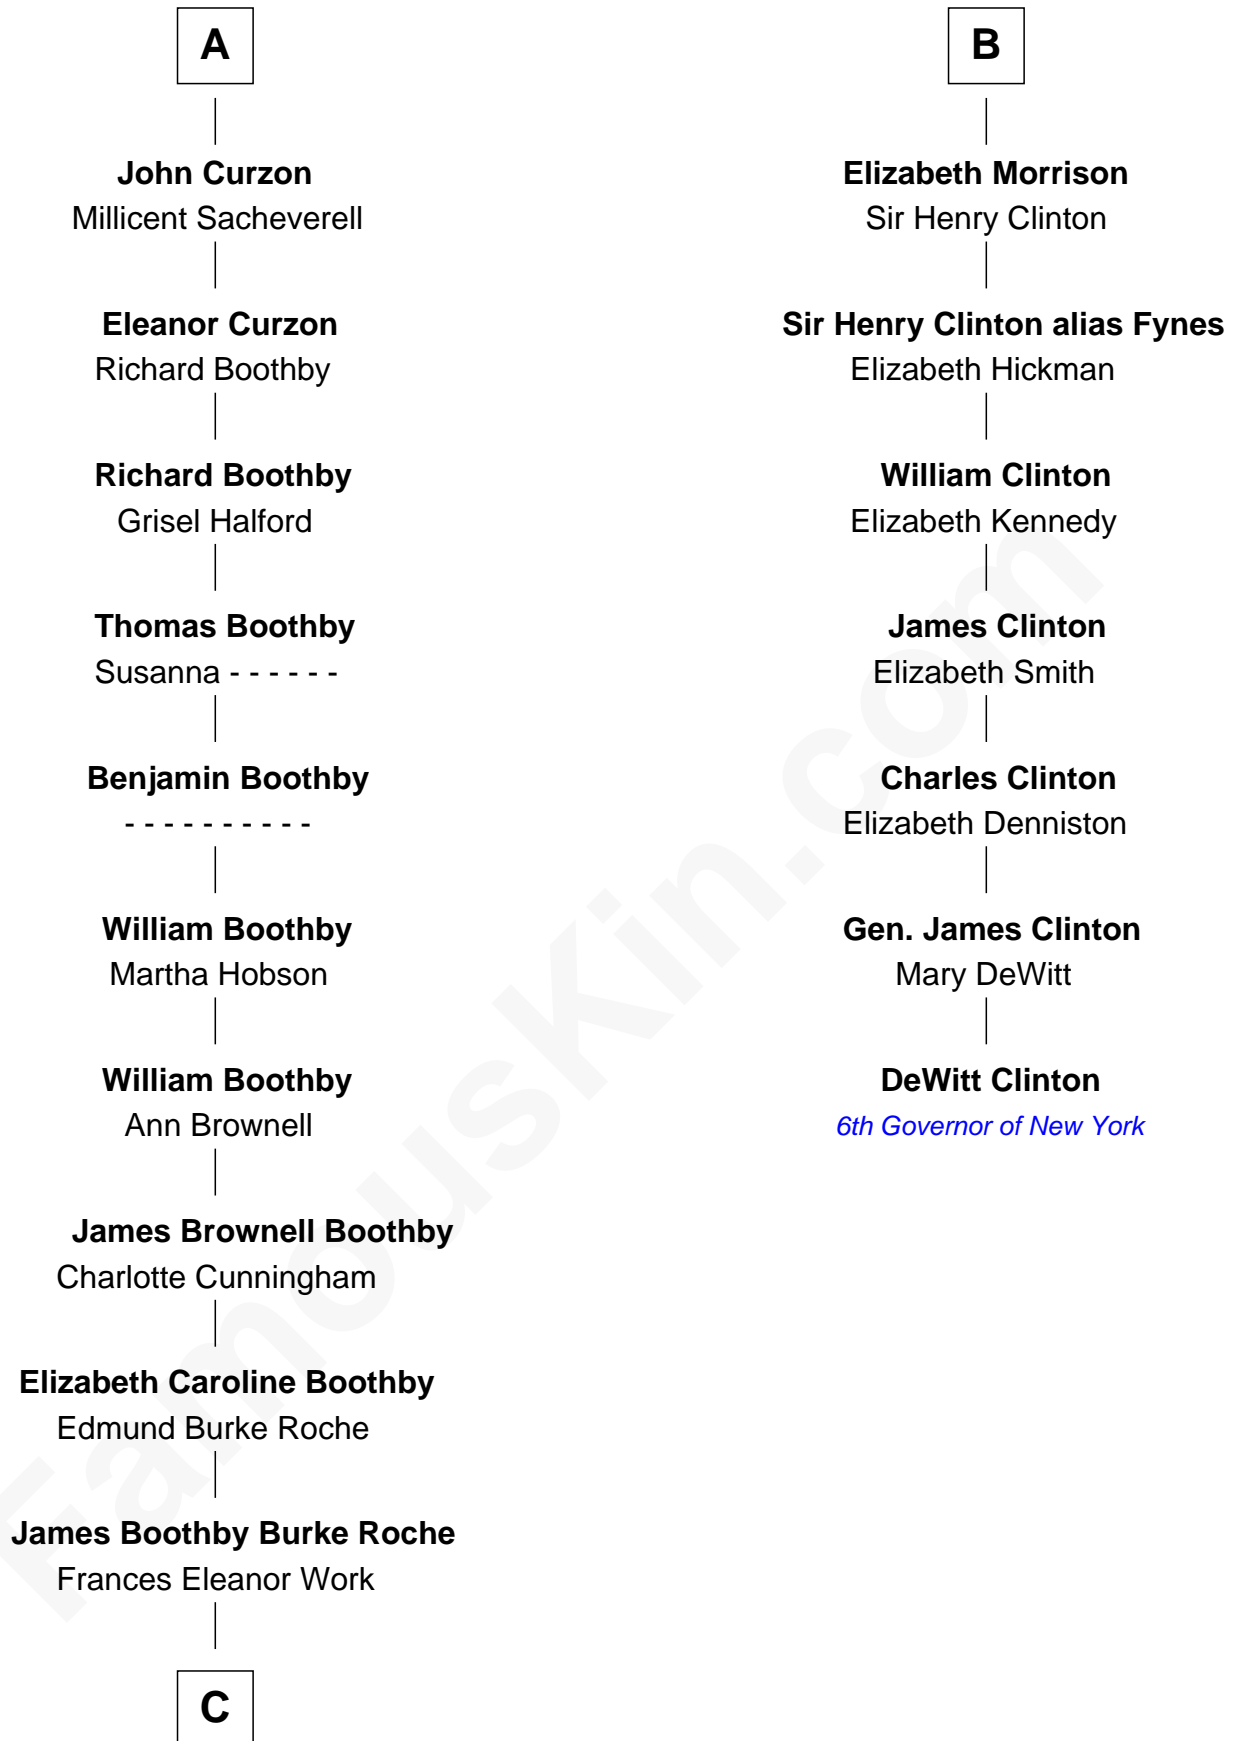 A
John Curzon
Millicent Sacheverell
Eleanor Curzon
Richard Boothby
Richard Boothby
Grisel Halford
Thomas Boothby
Susanna - - - - - -
Benjamin Boothby
- - - - - - - - - -
William Boothby
Martha Hobson
William Boothby
Ann Brownell
James Brownell Boothby
Charlotte Cunningham
Elizabeth Caroline Boothby
Edmund Burke Roche
James Boothby Burke Roche
Frances Eleanor Work
C
B
Elizabeth Morrison
Sir Henry Clinton
Sir Henry Clinton alias Fynes
Elizabeth Hickman
William Clinton
Elizabeth Kennedy
James Clinton
Elizabeth Smith
Charles Clinton
Elizabeth Denniston
Gen. James Clinton
Mary DeWitt
DeWitt Clinton
6th Governor of New York
FamousKin.com